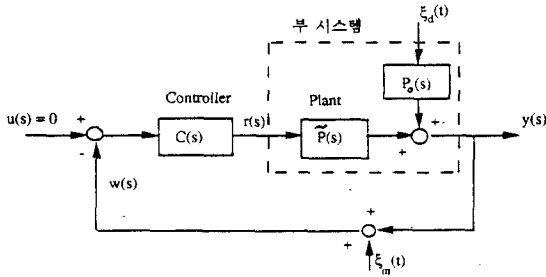 부 시스템
ξd(t)
Po(s)
Controller
Plant
u(s) = 0
+
-
C(s)
r(s)
P̃(s)
+
+
y(s)
w(s)
+
+
ξm(t)